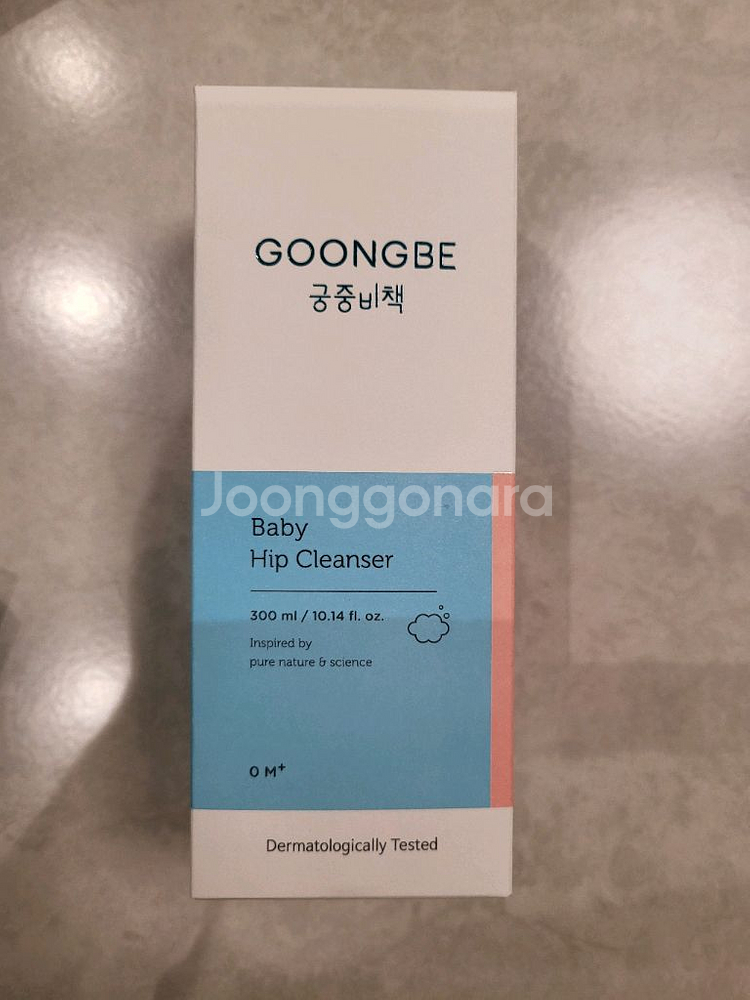 GOONGBE
궁중비책
Joonggonara
Baby
Hip Cleanser
300 ml / 10.14 fl. oz.
Inspired by
pure nature & science
0 M⁺
Dermatologically Tested